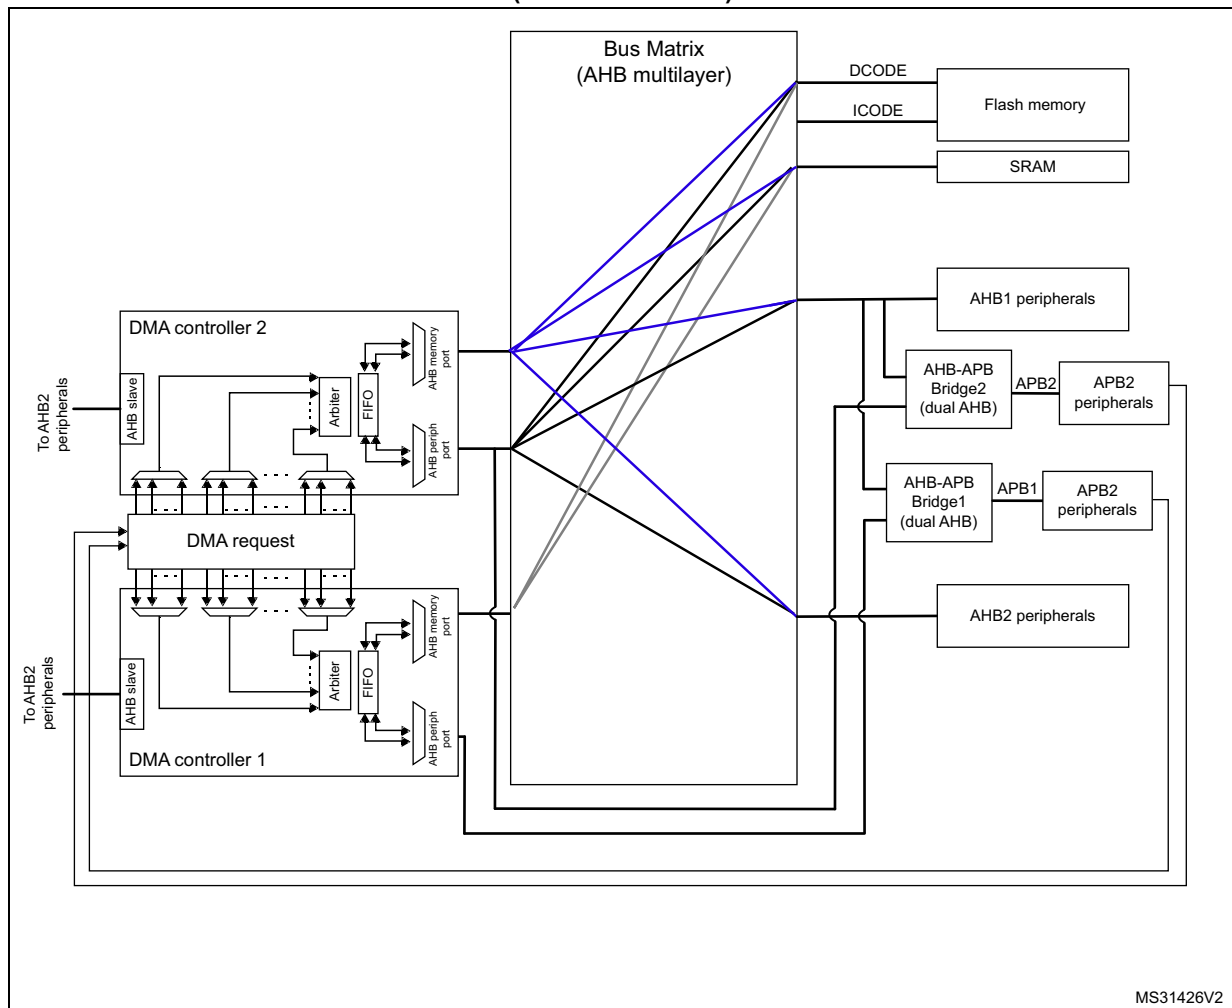 Bus Matrix
(AHB multilayer)
DCODE
ICODE
Flash memory
SRAM
AHB1 peripherals
DMA controller 2
AHB memory
port
AHB slave
Arbiter
FIFO
AHB periph
port
To AHB2
peripherals
AHB-APB
Bridge2
(dual AHB)
APB2
APB2
peripherals
AHB-APB
Bridge1
(dual AHB)
APB1
APB2
peripherals
DMA request
AHB2 peripherals
AHB memory
port
AHB slave
Arbiter
FIFO
AHB periph
port
To AHB2
peripherals
DMA controller 1
MS31426V2